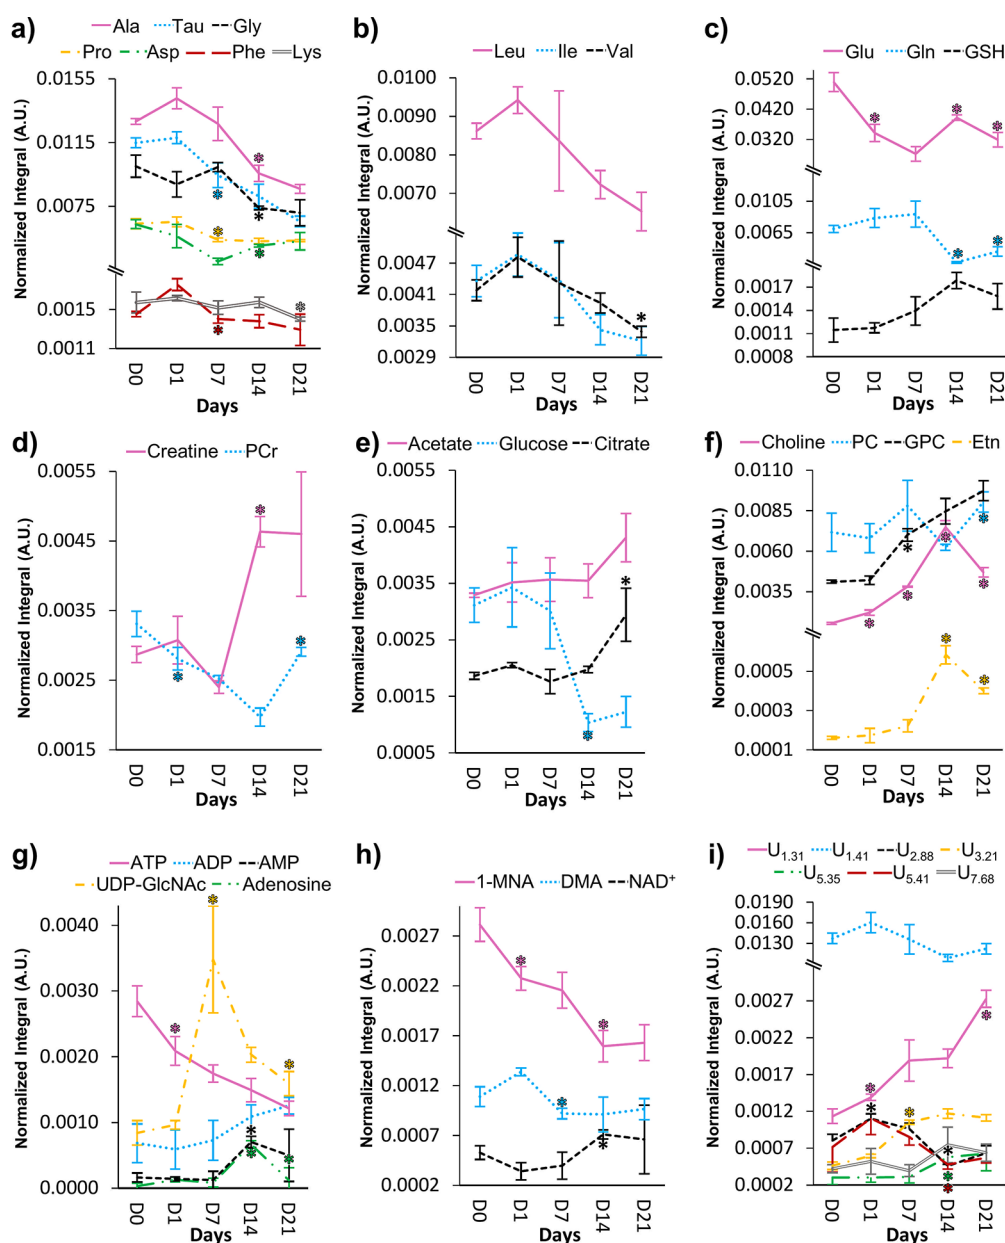 a)
Ala Tau Gly
Pro Asp Phe Lys
Normalized Integral (A.U.)
0.0155
0.0115
0.0075
0.0015
0.0011
D0 D1 D7 D14 D21
Days
b)
Leu Ile Val
Normalized Integral (A.U.)
0.0100
0.0090
0.0080
0.0070
0.0047
0.0041
0.0035
0.0029
D0 D1 D7 D14 D21
Days
c)
Glu Gln GSH
Normalized Integral (A.U.)
0.0520
0.0420
0.0320
0.0105
0.0065
0.0017
0.0014
0.0011
0.0008
D0 D1 D7 D14 D21
Days
d)
Creatine PCr
Normalized Integral (A.U.)
0.0055
0.0045
0.0035
0.0025
0.0015
D0 D1 D7 D14 D21
Days
e)
Acetate Glucose Citrate
Normalized Integral (A.U.)
0.0055
0.0045
0.0035
0.0025
0.0015
0.0005
D0 D1 D7 D14 D21
Days
f)
Choline PC GPC Etn
Normalized Integral (A.U.)
0.0110
0.0085
0.0060
0.0035
0.0005
0.0003
0.0001
D0 D1 D7 D14 D21
Days
g)
ATP ADP AMP
UDP-GlcNAc Adenosine
Normalized Integral (A.U.)
0.0040
0.0030
0.0020
0.0010
0.0000
D0 D1 D7 D14 D21
Days
h)
1-MNA DMA NAD+
Normalized Integral (A.U.)
0.0027
0.0022
0.0017
0.0012
0.0007
0.0002
D0 D1 D7 D14 D21
Days
i)
U1.31 U1.41 U2.88 U3.21
U5.35 U5.41 U7.68
Normalized Integral (A.U.)
0.0190
0.0160
0.0130
0.0027
0.0022
0.0017
0.0012
0.0007
0.0002
D0 D1 D7 D14 D21
Days